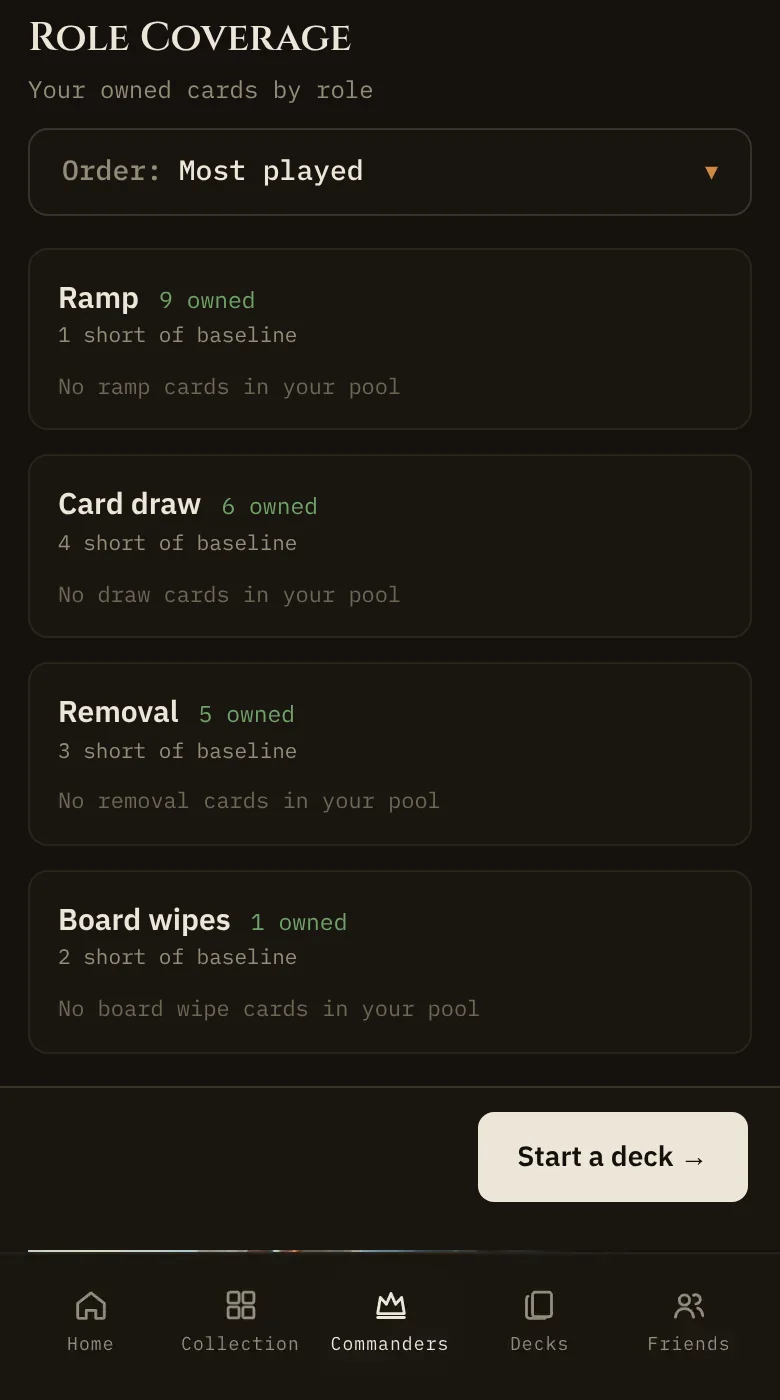 Role Coverage
Your owned cards by role
Order: Most played ▼
Ramp 9 owned
1 short of baseline
No ramp cards in your pool
Card draw 6 owned
4 short of baseline
No draw cards in your pool
Removal 5 owned
3 short of baseline
No removal cards in your pool
Board wipes 1 owned
2 short of baseline
No board wipe cards in your pool
Start a deck →
Home Collection Commanders Decks Friends